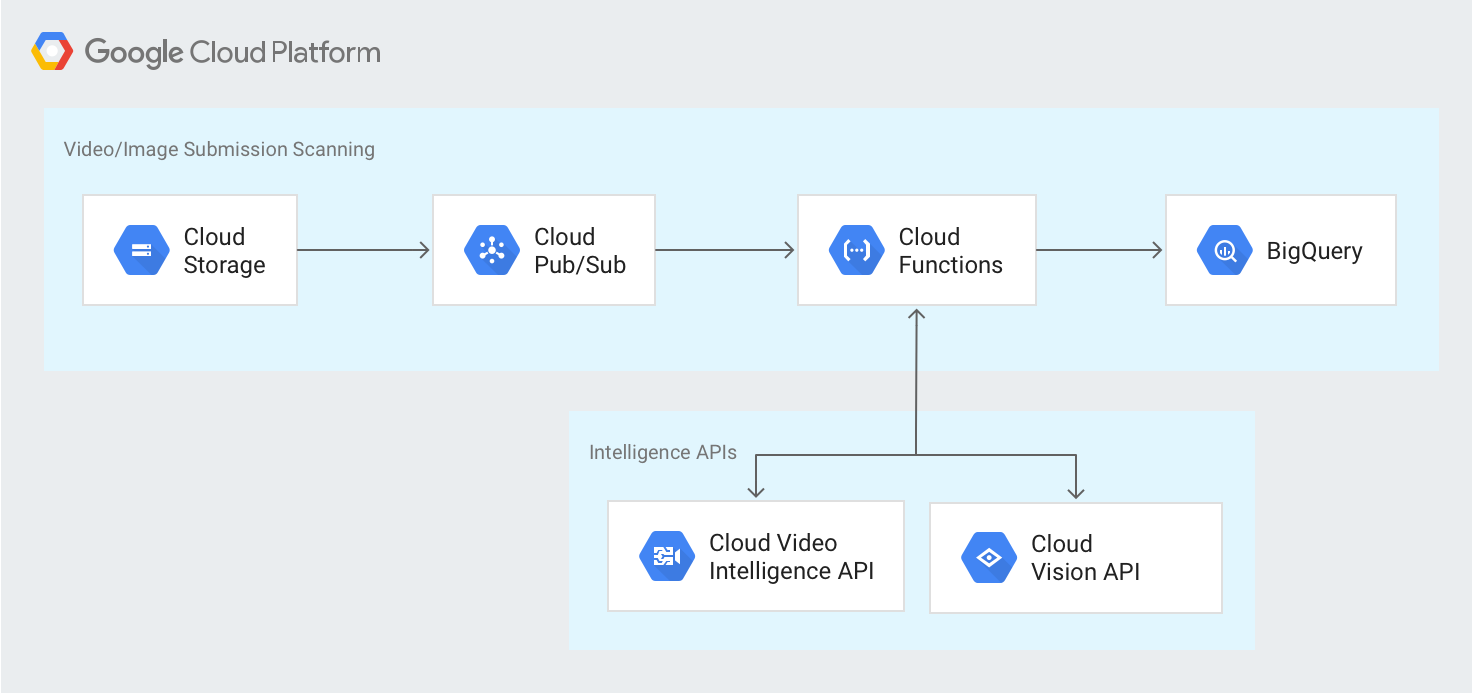 Google Cloud Platform
Video/Image Submission Scanning
Cloud
Storage
Cloud
Pub/Sub
Cloud
Functions
BigQuery
Intelligence APIs
Cloud Video
Intelligence API
Cloud
Vision API